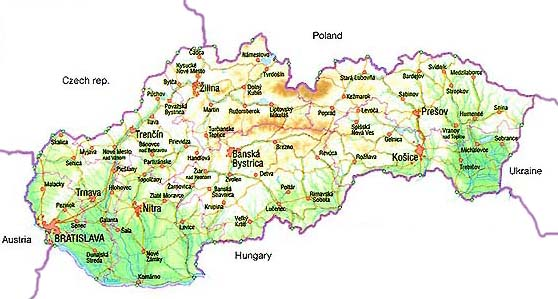 Poland
Czech rep.
Ukraine
Austria
Hungary
Čadca
Námestovo
Kysucké
Nové Mesto
Tvrdošín
Bytča
Žilina
Dolný
Kubín
Stará Ľubovňa
Bardejov
Svidník
Medzilaborce
Stropkov
Púchov
Považská
Bystrica
Martin
Ružomberok
Liptovský
Mikuláš
Poprad
Kežmarok
Levoča
Sabinov
Prešov
Humenné
Snina
Ilava
Trenčín
Turčianske
Teplice
Spišská
Nová Ves
Gelnica
Vranov
nad Topľou
Sobrance
Skalica
Myjava
Nové Mesto
nad Váhom
Bánovce
nad Bebravou
Prievidza
Handlová
Banská
Bystrica
Brezno
Revúca
Rožňava
Košice
Michalovce
Trebišov
Senica
Piešťany
Partizánske
Topoľčany
Žiar
nad Hronom
Zvolen
Detva
Malacky
Trnava
Hlohovec
Žarnovica
Zlaté Moravce
Banská
Štiavnica
Krupina
Poltár
Rimavská
Sobota
Pezinok
Nitra
Lučenec
Veľký
Krtíš
Senec
Galanta
Šaľa
Levice
BRATISLAVA
Dunajská
Streda
Nové
Zámky
Komárno